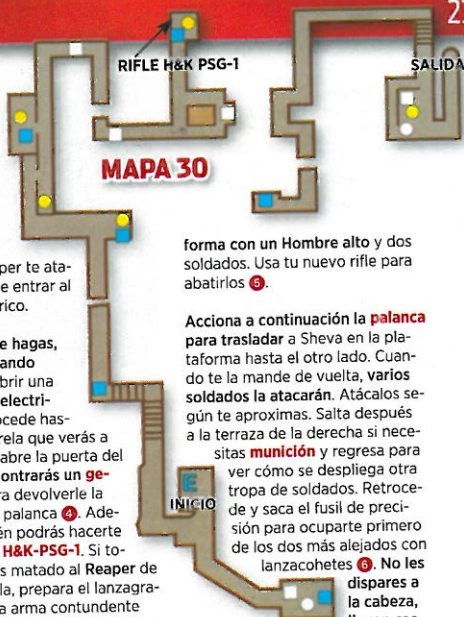 23
RIFLE H&K PSG-1
SALIDA
MAPA 30
per te ata-
e entrar al
rico.
e hagas,
ando
brir una
electri-
ocede has-
rela que verás a
abre la puerta del
ontrarás un ge-
ra devolverle la
palanca 4. Ade-
én podrás hacerte
H&K-PSG-1. Si to-
s matado al Reaper de
la, prepara el lanzagra-
a arma contundente
forma con un Hombre alto y dos
soldados. Usa tu nuevo rifle para
abatirlos 5.
Acciona a continuación la palanca
para trasladar a Sheva en la pla-
taforma hasta el otro lado. Cuan-
do te la mande de vuelta, varios
soldados la atacarán. Atácalos se-
gún te aproximas. Salta después
a la terraza de la derecha si nece-
sitas munición y regresa para
ver cómo se despliega otra
tropa de soldados. Retroce-
de y saca el fusil de preci-
sión para ocuparte primero
de los dos más alejados con
lanzacohetes 6. No les
dispares a
la cabeza,
E
INICIO